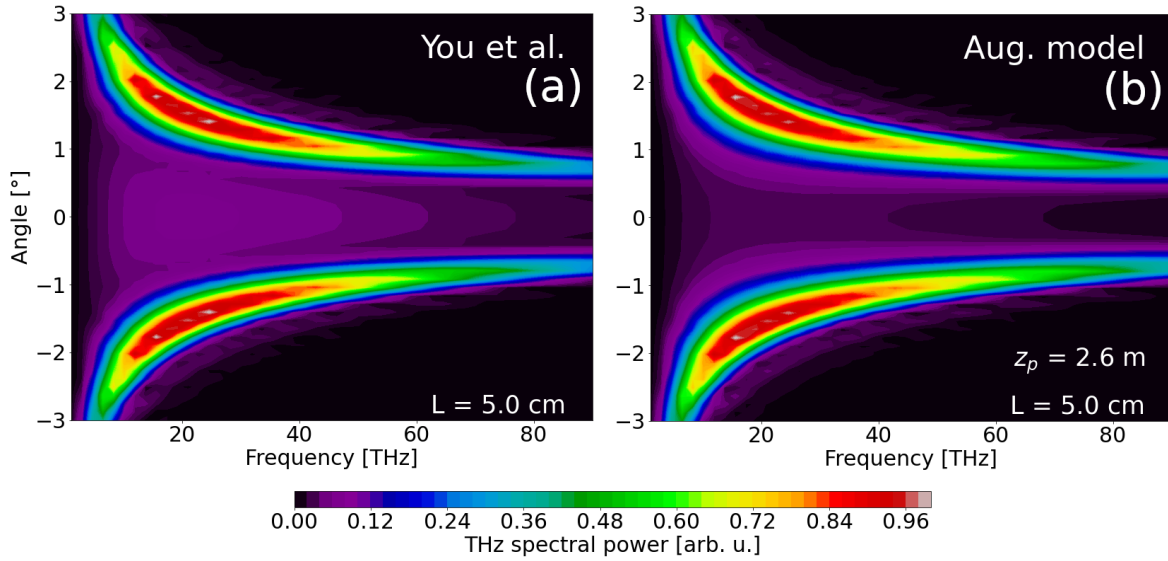 You et al.
(a)
L = 5.0 cm
3
2
1
0
−1
−2
−3
Angle [°]
20
40
60
80
Frequency [THz]
Aug. model
(b)
z_p = 2.6 m
L = 5.0 cm
3
2
1
0
−1
−2
−3
20
40
60
80
Frequency [THz]
0.00 0.12 0.24 0.36 0.48 0.60 0.72 0.84 0.96
THz spectral power [arb. u.]